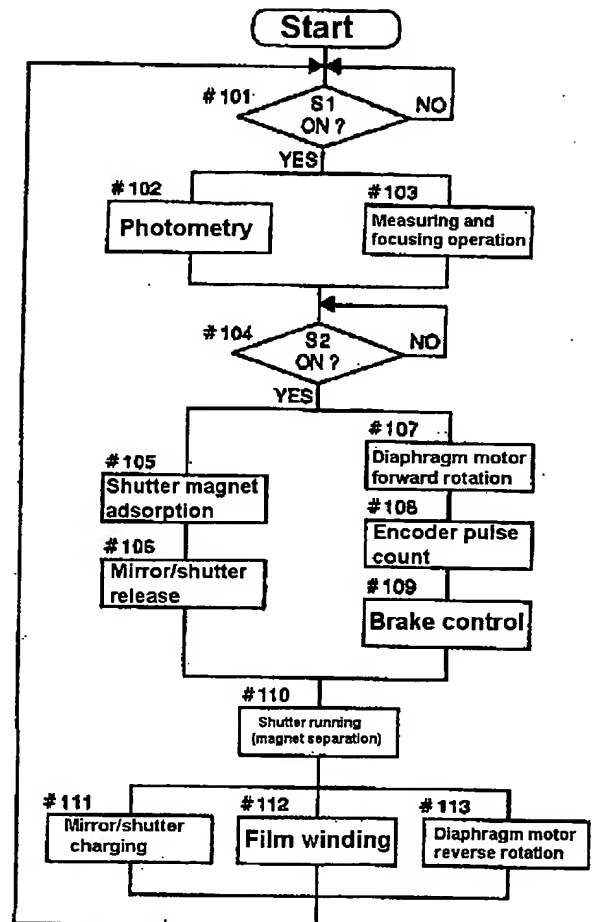 Start
#101
S1
ON ?
NO
YES
#102
Photometry
#103
Measuring and
focusing operation
#104
S2
ON ?
NO
YES
#105
Shutter magnet
adsorption
#106
Mirror/shutter
release
#107
Diaphragm motor
forward rotation
#108
Encoder pulse
count
#109
Brake control
#110
Shutter running
(magnet separation)
#111
Mirror/shutter
charging
#112
Film winding
#113
Diaphragm motor
reverse rotation